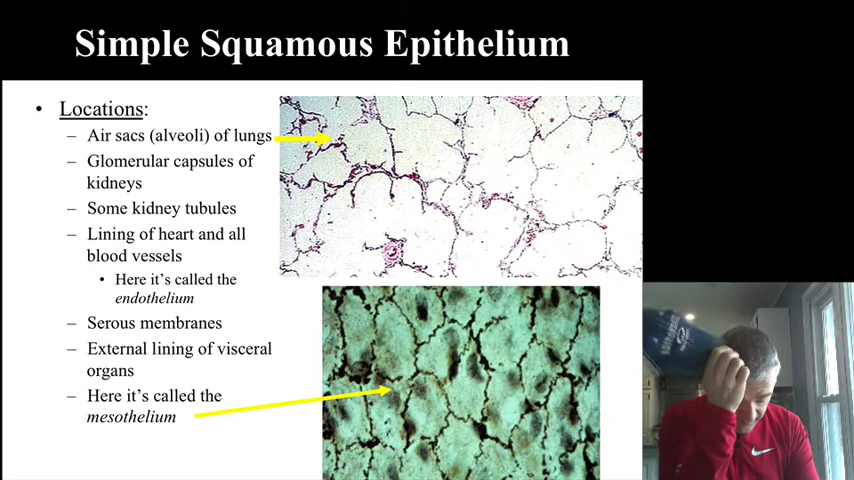 Simple Squamous Epithelium
• Locations:
– Air sacs (alveoli) of lungs
– Glomerular capsules of
kidneys
– Some kidney tubules
– Lining of heart and all
blood vessels
• Here it's called the
endothelium
– Serous membranes
– External lining of visceral
organs
– Here it's called the
mesothelium